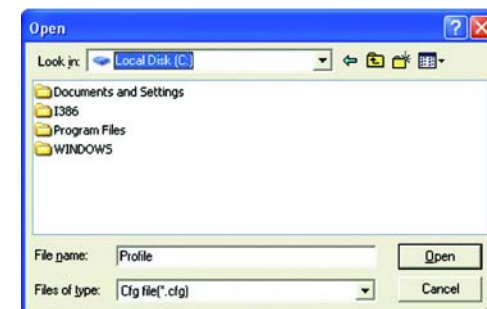 Open
Look in: Local Disk (C:)
Documents and Settings
I386
Program Files
WINDOWS
File name: Profile Open
Files of type: Cfg file(*.cfg) Cancel